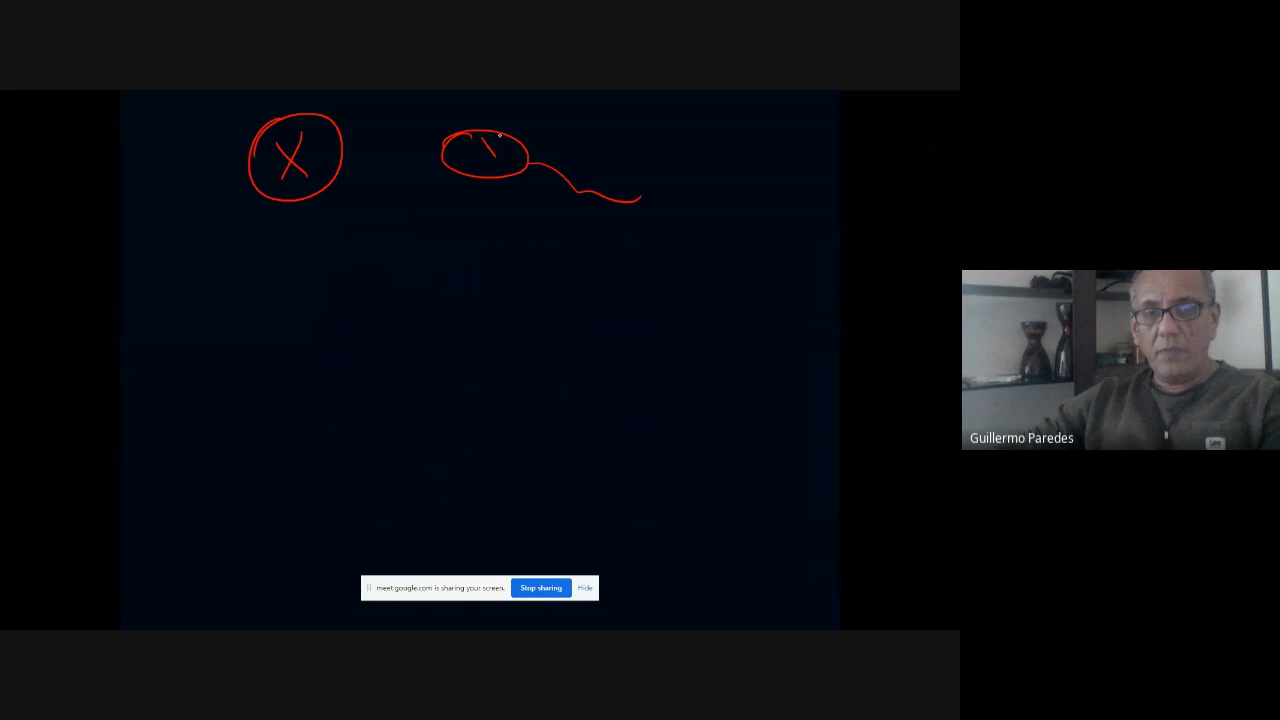 X
meet.google.com is sharing your screen. Stop sharing Hide
Guillermo Paredes